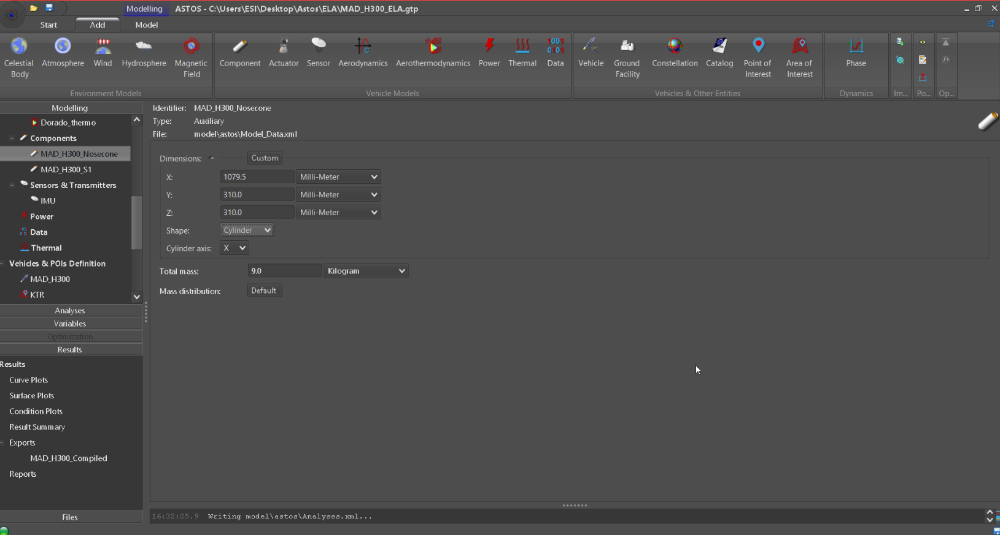 Modelling ASTOS - C:\Users\ESI\Desktop\Astos\ELA\MAD_H300_ELA.gtp
Start Add Model
Celestial Body
Atmosphere
Wind
Hydrosphere
Magnetic Field
Environment Models
Component
Actuator
Sensor
Aerodynamics
Aerothermodynamics
Power
Thermal
Data
Vehicle Models
Vehicle
Ground Facility
Constellation
Catalog
Point of Interest
Area of Interest
Vehicles & Other Entities
Phase
Dynamics
Im...
Po...
Op...
Modelling
Dorado_thermo
Components
MAD_H300_Nosecone
MAD_H300_S1
Sensors & Transmitters
IMU
Power
Data
Thermal
Vehicles & POIs Definition
MAD_H300
KTR
Analyses
Variables
Optimization
Results
Results
Curve Plots
Surface Plots
Condition Plots
Result Summary
Exports
MAD_H300_Compiled
Reports
Files
Identifier: MAD_H300_Nosecone
Type: Auxiliary
File: model\astos\Model_Data.xml
Dimensions: Custom
X: 1079.5 Milli-Meter
Y: 310.0 Milli-Meter
Z: 310.0 Milli-Meter
Shape: Cylinder
Cylinder axis: X
Total mass: 9.0 Kilogram
Mass distribution: Default
16:32:25.9 Writing model\astos\Analyses.xml...